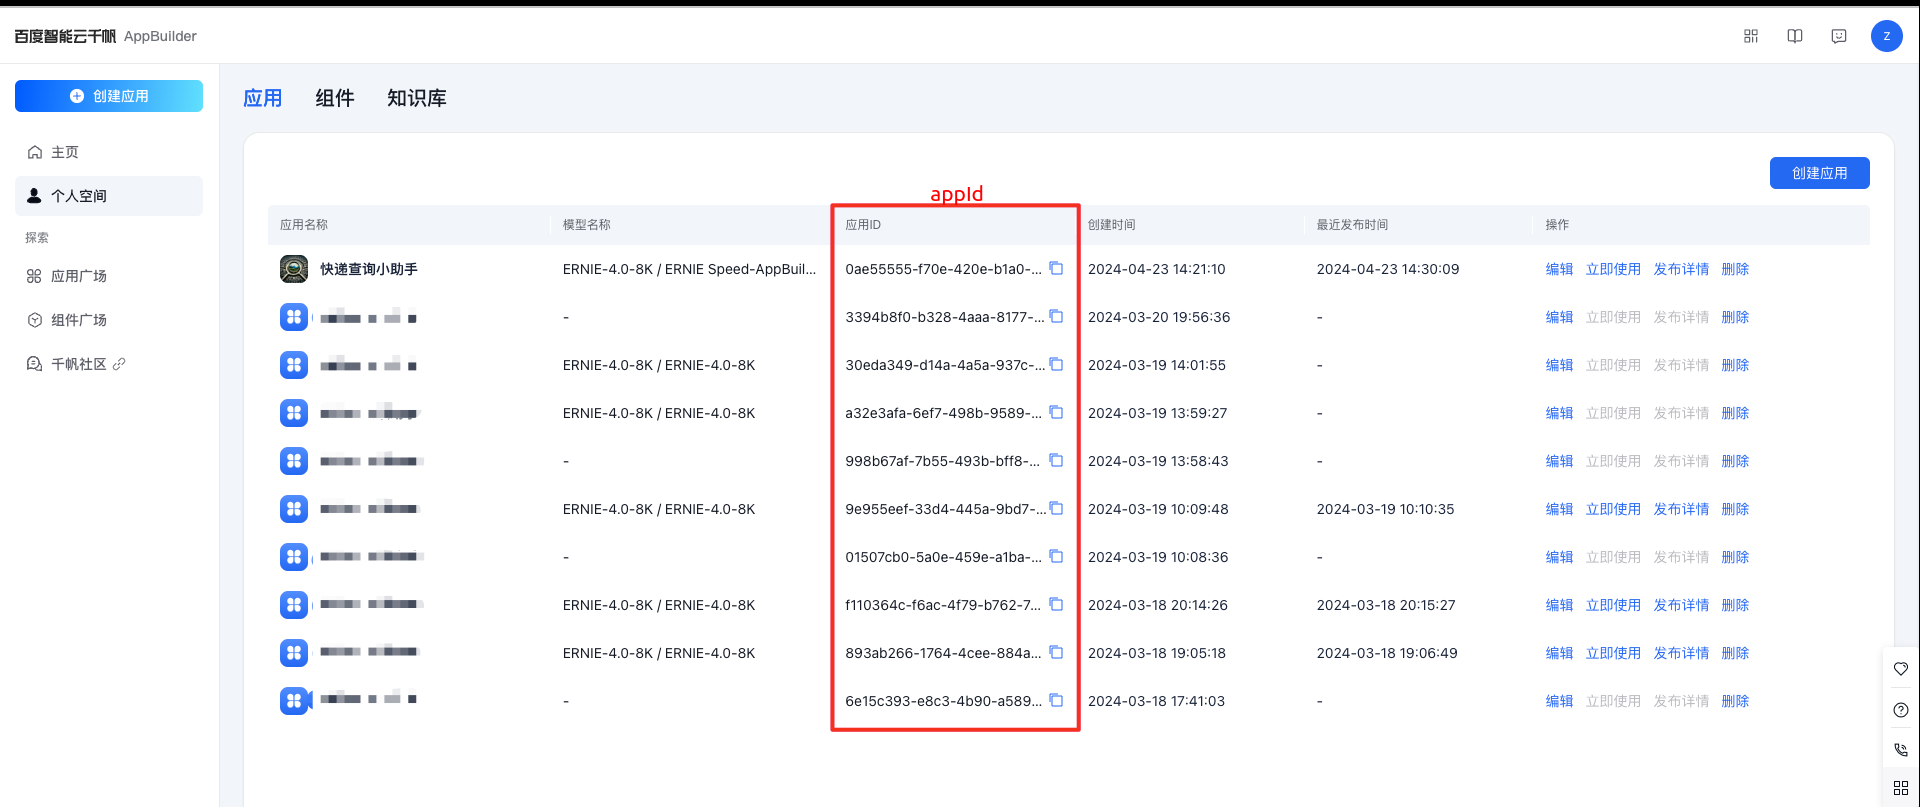 百度智能云千帆 AppBuilder
Z
创建应用
主页
个人空间
探索
应用广场
组件广场
千帆社区
应用 组件 知识库
创建应用
appId
应用名称 模型名称 应用ID 创建时间 最近发布时间 操作
快递查询小助手 ERNIE-4.0-8K / ERNIE Speed-AppBuil... 0ae55555-f70e-420e-b1a0-... 2024-04-23 14:21:10 2024-04-23 14:30:09 编辑 立即使用 发布详情 删除
- 3394b8f0-b328-4aaa-8177-... 2024-03-20 19:56:36 - 编辑 立即使用 发布详情 删除
ERNIE-4.0-8K / ERNIE-4.0-8K 30eda349-d14a-4a5a-937c-... 2024-03-19 14:01:55 - 编辑 立即使用 发布详情 删除
ERNIE-4.0-8K / ERNIE-4.0-8K a32e3afa-6ef7-498b-9589-... 2024-03-19 13:59:27 - 编辑 立即使用 发布详情 删除
- 998b67af-7b55-493b-bff8-... 2024-03-19 13:58:43 - 编辑 立即使用 发布详情 删除
ERNIE-4.0-8K / ERNIE-4.0-8K 9e955eef-33d4-445a-9bd7-... 2024-03-19 10:09:48 2024-03-19 10:10:35 编辑 立即使用 发布详情 删除
- 01507cb0-5a0e-459e-a1ba-... 2024-03-19 10:08:36 - 编辑 立即使用 发布详情 删除
ERNIE-4.0-8K / ERNIE-4.0-8K f110364c-f6ac-4f79-b762-7... 2024-03-18 20:14:26 2024-03-18 20:15:27 编辑 立即使用 发布详情 删除
ERNIE-4.0-8K / ERNIE-4.0-8K 893ab266-1764-4cee-884a... 2024-03-18 19:05:18 2024-03-18 19:06:49 编辑 立即使用 发布详情 删除
- 6e15c393-e8c3-4b90-a589... 2024-03-18 17:41:03 - 编辑 立即使用 发布详情 删除